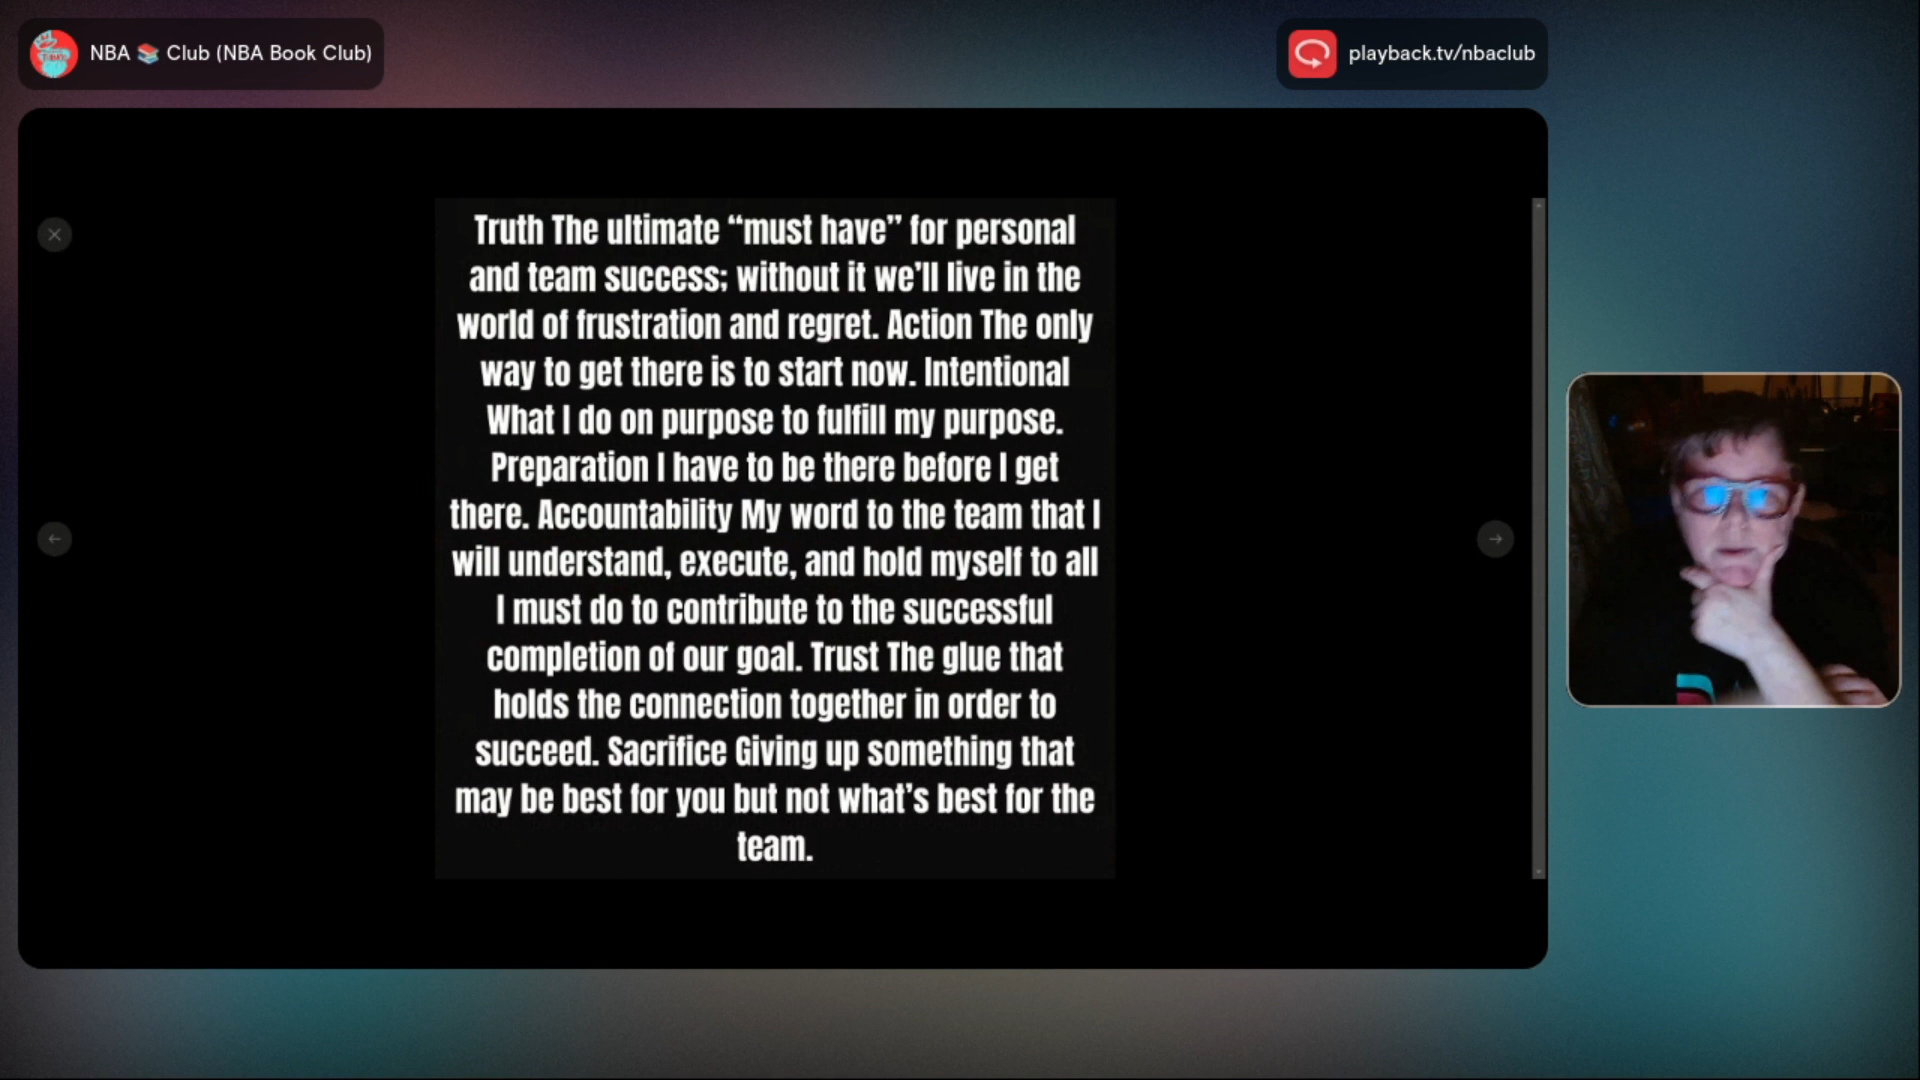 NBA 📚 Club (NBA Book Club)
playback.tv/nbaclub
Truth The ultimate “must have” for personal
and team success; without it we’ll live in the
world of frustration and regret. Action The only
way to get there is to start now. Intentional
What I do on purpose to fulfill my purpose.
Preparation I have to be there before I get
there. Accountability My word to the team that I
will understand, execute, and hold myself to all
I must do to contribute to the successful
completion of our goal. Trust The glue that
holds the connection together in order to
succeed. Sacrifice Giving up something that
may be best for you but not what’s best for the
team.